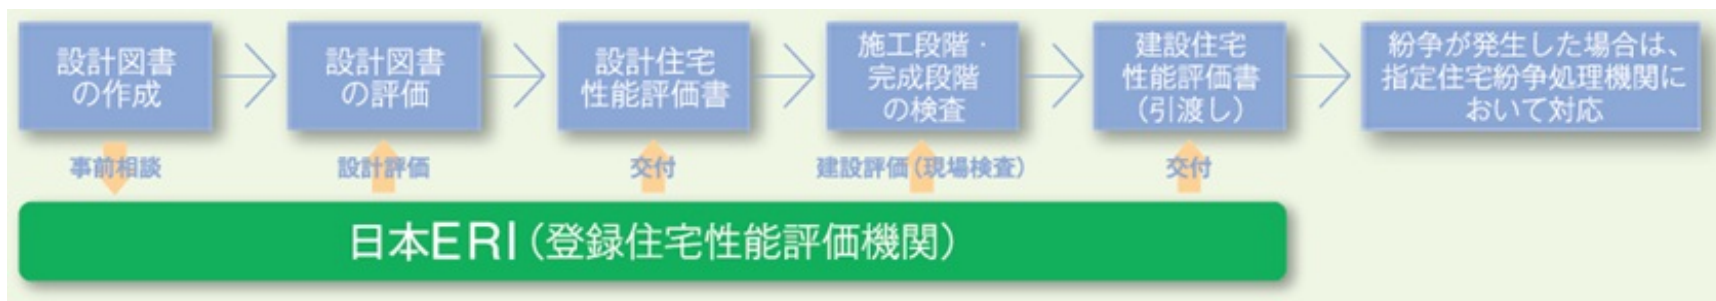 設計図書
の作成
設計図書
の評価
設計住宅
性能評価書
施工段階・
完成段階
の検査
建設住宅
性能評価書
(引渡し)
紛争が発生した場合は、
指定住宅紛争処理機関に
おいて対応
事前相談
設計評価
交付
建設評価(現場検査)
交付
日本ERI(登録住宅性能評価機関)